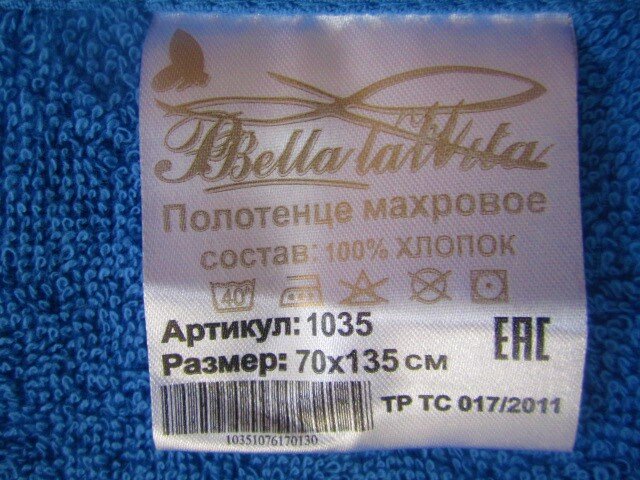 Bella la Vita
Полотенце махровое
состав: 100% ХЛОПОК
40°
Артикул: 1035
Размер: 70x135 см
EAC
ТР ТС 017/2011
10351076170130